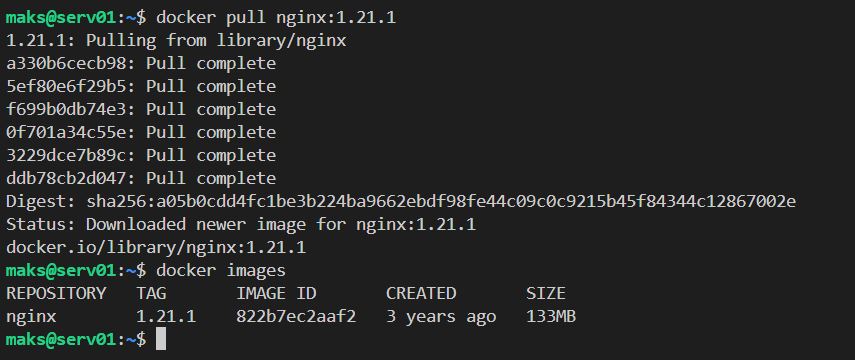 maks@serv01:~$ docker pull nginx:1.21.1
1.21.1: Pulling from library/nginx
a330b6cecb98: Pull complete
5ef80e6f29b5: Pull complete
f699b0db74e3: Pull complete
0f701a34c55e: Pull complete
3229dce7b89c: Pull complete
ddb78cb2d047: Pull complete
Digest: sha256:a05b0cdd4fc1be3b224ba9662ebdf98fe44c09c0c9215b45f84344c12867002e
Status: Downloaded newer image for nginx:1.21.1
docker.io/library/nginx:1.21.1
maks@serv01:~$ docker images
REPOSITORY   TAG       IMAGE ID       CREATED       SIZE
nginx        1.21.1    822b7ec2aaf2   3 years ago   133MB
maks@serv01:~$